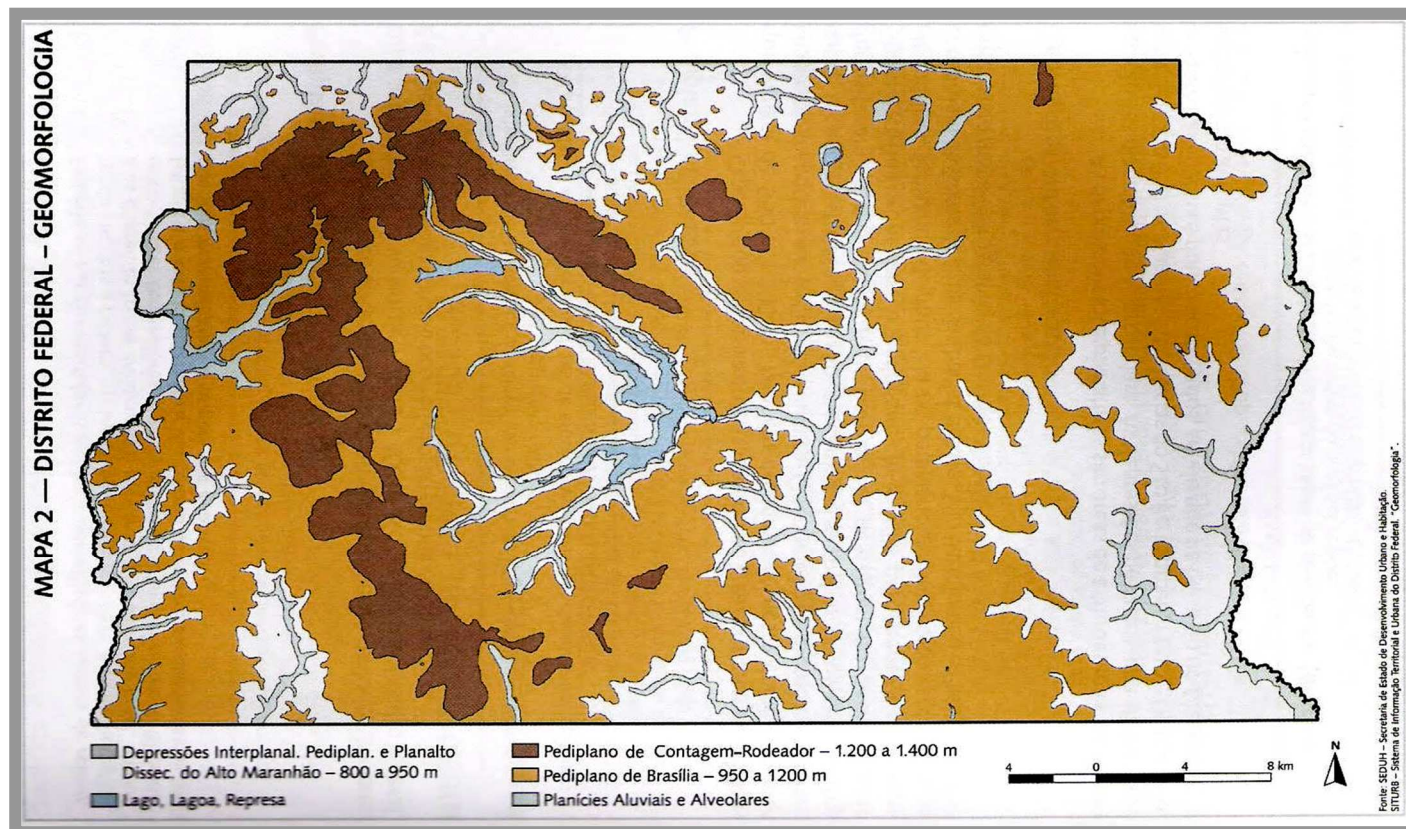 MAPA 2 — DISTRITO FEDERAL – GEOMORFOLOGIA
Depressões Interplanal. Pediplan. e Planalto
Dissec. do Alto Maranhão – 800 a 950 m
Lago, Lagoa, Represa
Pediplano de Contagem–Rodeador – 1.200 a 1.400 m
Pediplano de Brasília – 950 a 1200 m
Planícies Aluviais e Alveolares
4 0 4 8 km
N
Fonte: SEDUH – Secretaria de Estado de Desenvolvimento Urbano e Habitação.
SITURB – Sistema de Informação Territorial e Urbana do Distrito Federal. "Geomorfologia".